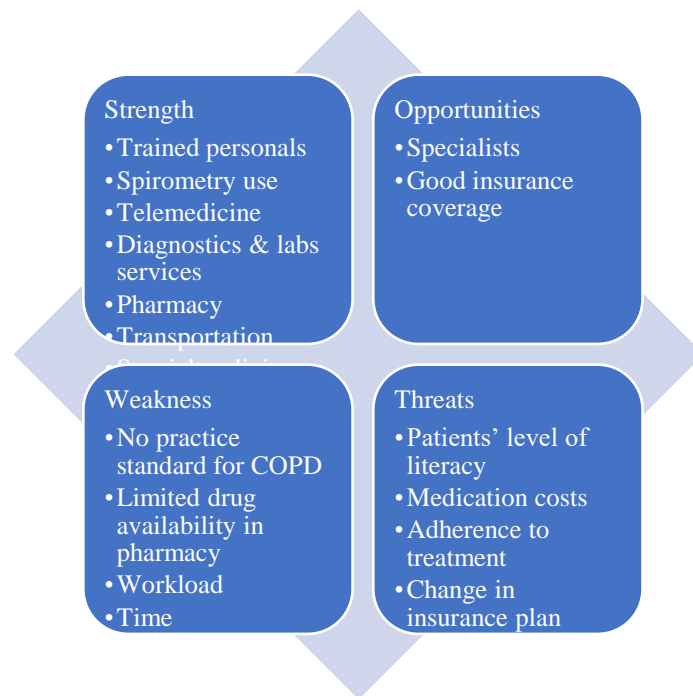 Strength
•Trained personals
•Spirometry use
•Telemedicine
•Diagnostics & labs
services
•Pharmacy
•Transportation
Opportunities
•Specialists
•Good insurance
coverage
Weakness
•No practice
standard for COPD
•Limited drug
availability in
pharmacy
•Workload
•Time
Threats
•Patients’ level of
literacy
•Medication costs
•Adherence to
treatment
•Change in
insurance plan